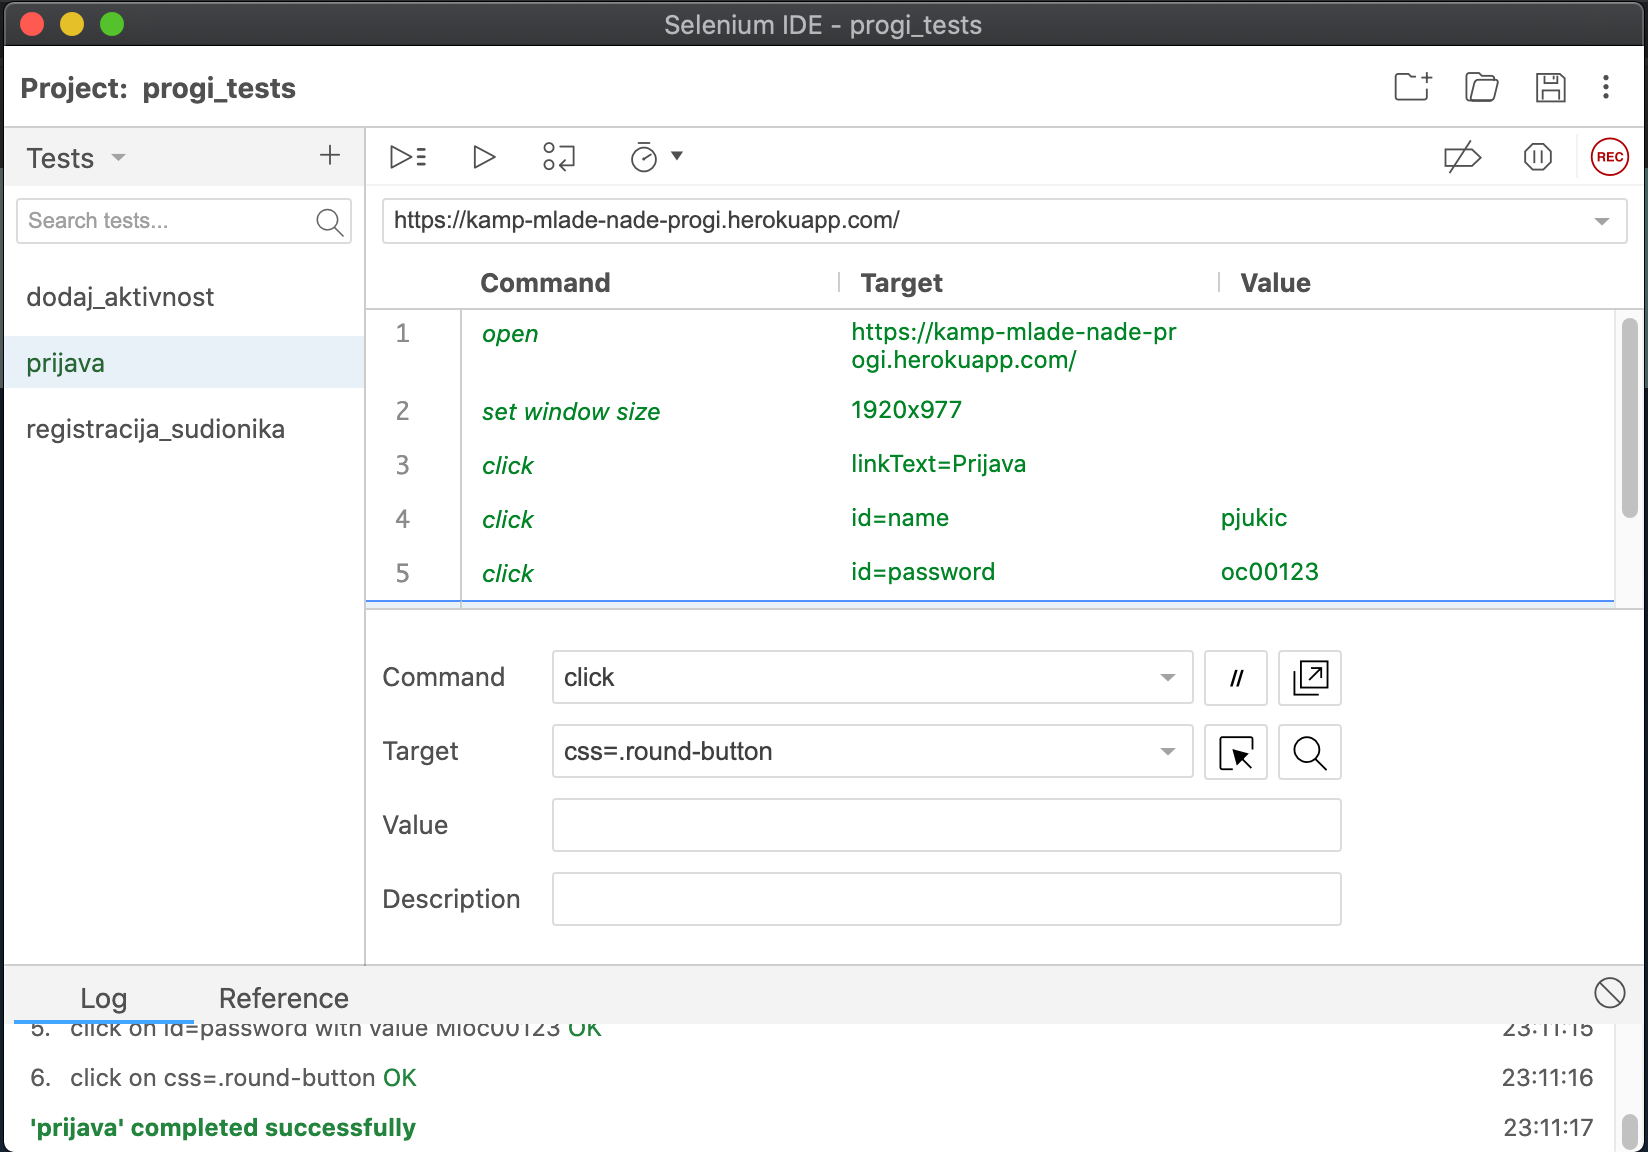 Selenium IDE - progi_tests
Project: progi_tests
Tests
REC
Search tests...
https://kamp-mlade-nade-progi.herokuapp.com/
dodaj_aktivnost
prijava
registracija_sudionika
Command Target Value
1 open https://kamp-mlade-nade-pr
ogi.herokuapp.com/
2 set window size 1920x977
3 click linkText=Prijava
4 click id=name pjukic
5 click id=password oc00123
Command click //
Target css=.round-button
Value
Description
Log Reference
5. click on id=password with value Mioc00123 OK 23:11:15
6. click on css=.round-button OK 23:11:16
'prijava' completed successfully 23:11:17